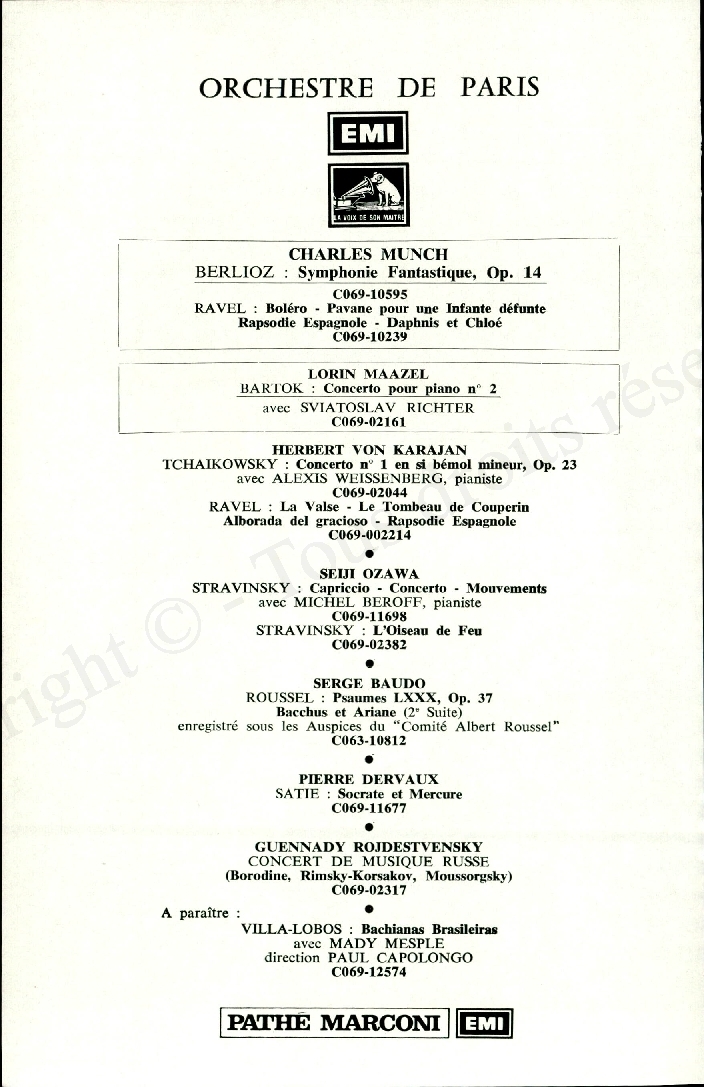 ORCHESTRE DE PARIS
EMI
LA VOIX DE SON MAITRE
CHARLES MUNCH
BERLIOZ : Symphonie Fantastique, Op. 14
C069-10595
RAVEL : Boléro - Pavane pour une Infante défunte
Rapsodie Espagnole - Daphnis et Chloé
C069-10239
LORIN MAAZEL
BARTOK : Concerto pour piano n° 2
avec SVIATOSLAV RICHTER
C069-02161
HERBERT VON KARAJAN
TCHAIKOWSKY : Concerto n° 1 en si bémol mineur, Op. 23
avec ALEXIS WEISSENBERG, pianiste
C069-02044
RAVEL : La Valse - Le Tombeau de Couperin
Alborada del gracioso - Rapsodie Espagnole
C069-002214
SEIJI OZAWA
STRAVINSKY : Capriccio - Concerto - Mouvements
avec MICHEL BEROFF, pianiste
C069-11698
STRAVINSKY : L'Oiseau de Feu
C069-02382
SERGE BAUDO
ROUSSEL : Psaumes LXXX, Op. 37
Bacchus et Ariane (2e Suite)
enregistré sous les Auspices du "Comité Albert Roussel"
C063-10812
PIERRE DERVAUX
SATIE : Socrate et Mercure
C069-11677
GUENNADY ROJDESTVENSKY
CONCERT DE MUSIQUE RUSSE
(Borodine, Rimsky-Korsakov, Moussorgsky)
C069-02317
A paraître :
VILLA-LOBOS : Bachianas Brasileiras
avec MADY MESPLE
direction PAUL CAPOLONGO
C069-12574
PATHÉ MARCONI EMI